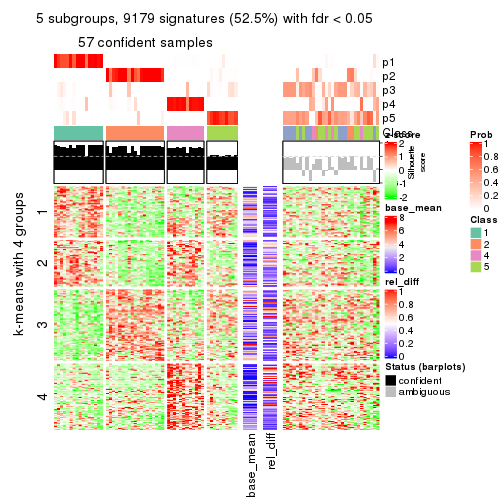 5 subgroups, 9179 signatures (52.5%) with fdr < 0.05
57 confident samples
p1
p2
p3
p4
p5
Class
z-score
2
1
0
-1
-2
Silhouette
score
Prob
1
0.8
0.6
0.4
0.2
0
base_mean
8
6
4
2
0
Class
1
2
4
5
rel_diff
1
0.8
0.6
0.4
0.2
0
Status (barplots)
confident
ambiguous
k-means with 4 groups
1
2
3
4
base_mean
rel_diff